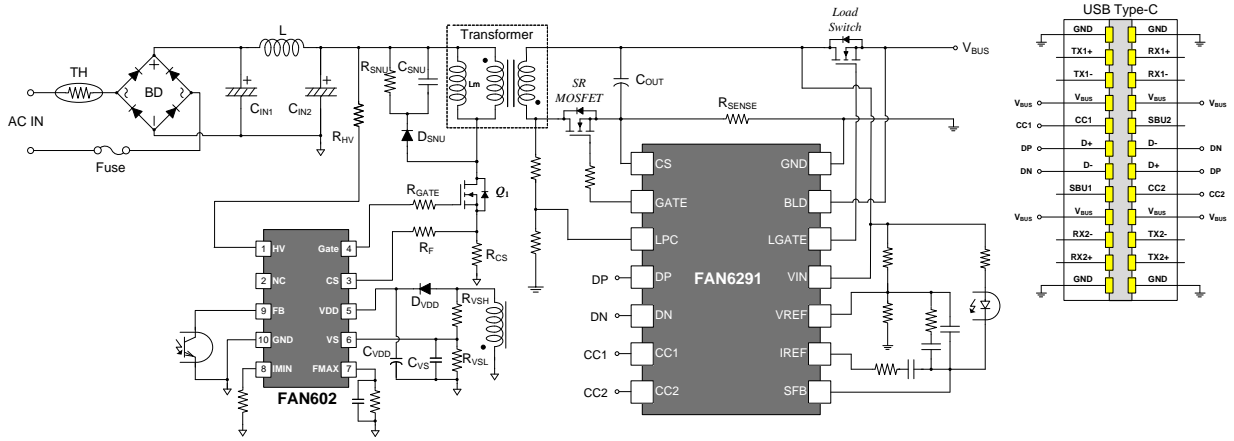 TH
BD
AC IN
Fuse
L
CIN1
CIN2
RHV
RSNU
CSNU
DSNU
Transformer
Lm
Q1
RGATE
RF
RCS
1 HV
Gate 4
2 NC
CS 3
9 FB
VDD 5
10 GND
VS 6
8 IMIN
FMAX 7
FAN602
DVDD
RVSH
CVDD
CVS
RVSL
SR
MOSFET
COUT
RSENSE
Load
Switch
VBUS
CS
GND
GATE
BLD
LPC
LGATE
DP
DP
FAN6291
VIN
DN
DN
VREF
CC1
CC1
IREF
CC2
CC2
SFB
USB Type-C
GND
GND
TX1+
RX1+
TX1-
RX1-
VBUS
VBUS
VBUS
VBUS
CC1
CC1
SBU2
DP
D+
D-
DN
DN
D-
D+
DP
SBU1
CC2
CC2
VBUS
VBUS
VBUS
VBUS
RX2-
TX2-
RX2+
TX2+
GND
GND